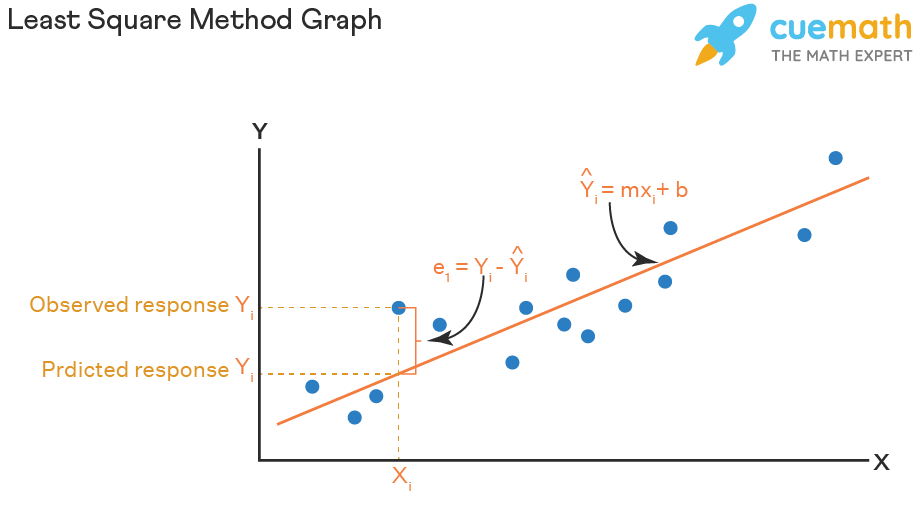 Least Square Method Graph
cuemath
THE MATH EXPERT
Y
Ŷᵢ = mxᵢ+ b
e₁ = Yᵢ - Ŷᵢ
Observed response Yᵢ
Prdicted response Yᵢ
X
Xᵢ